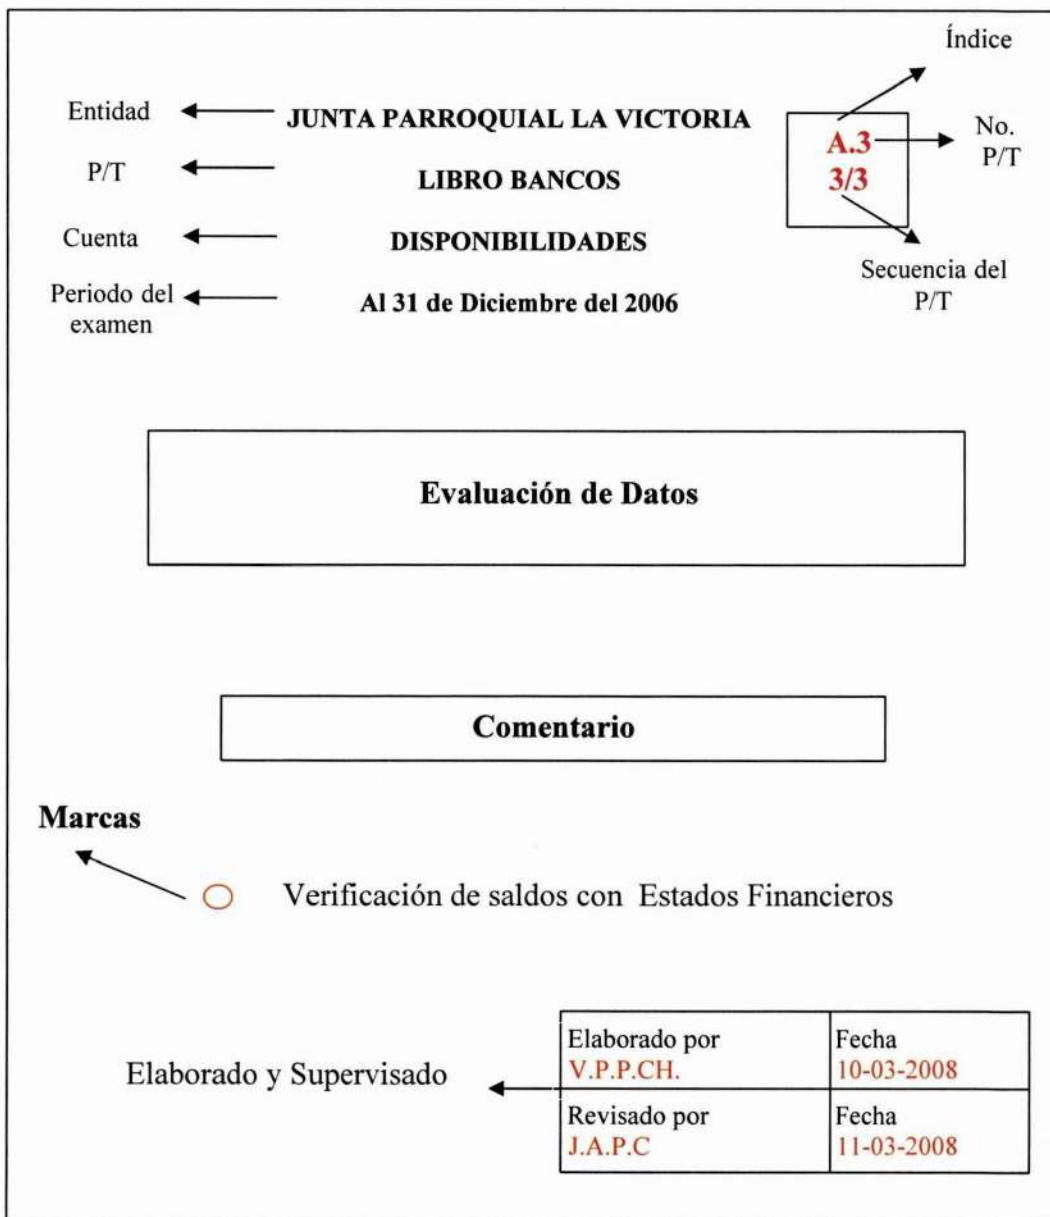 Índice
Entidad
JUNTA PARROQUIAL LA VICTORIA
A.3
3/3
No.
P/T
P/T
LIBRO BANCOS
Cuenta
DISPONIBILIDADES
Secuencia del
P/T
Periodo del
examen
Al 31 de Diciembre del 2006
Evaluación de Datos
Comentario
Marcas
Verificación de saldos con Estados Financieros
Elaborado y Supervisado
Elaborado por
V.P.P.CH.
Fecha
10-03-2008
Revisado por
J.A.P.C
Fecha
11-03-2008